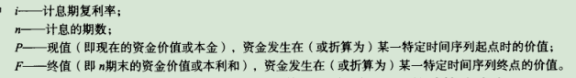 i——计息期复利率；
n——计息的期数；
P——现值（即现在的资金价值或本金），资金发生在（或折算为）某一特定时间序列起点时的价值；
F——终值（即n期末的资金价值或本利和），资金发生在（或折算为）某一特定时间序列终点的价值。